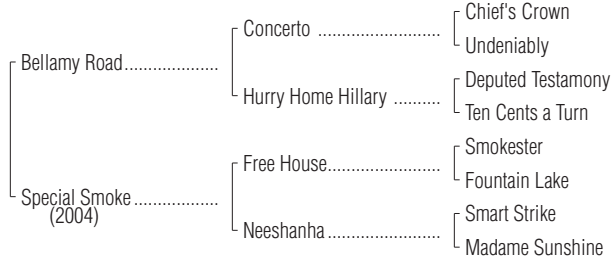 Chief's Crown
Concerto ..............................
Undeniably
Bellamy Road.......................
Deputed Testamony
Hurry Home Hillary ..........
Ten Cents a Turn
Smokester
Free House............................
Fountain Lake
Special Smoke.....................
(2004)
Smart Strike
Neeshanha ...........................
Madame Sunshine